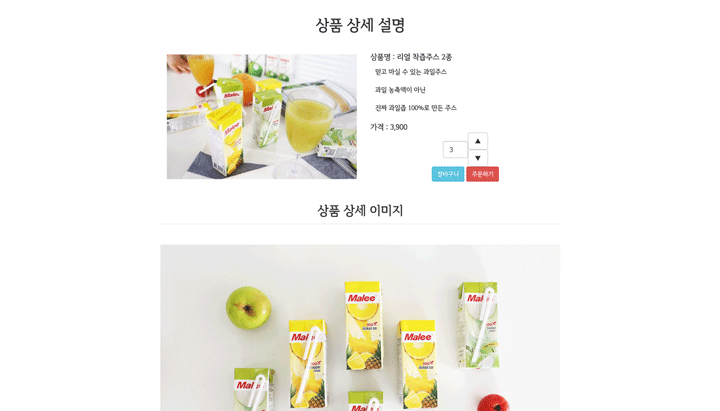 상품 상세 설명
상품명 : 리얼 착즙주스 2종
믿고 마실 수 있는 과일주스
과일 농축액이 아닌
진짜 과일즙 100%로 만든 주스
가격 : 3,900
▲
3
▼
장바구니 주문하기
상품 상세 이미지
Malee
Malee
Malee
Malee
Malee
Malee